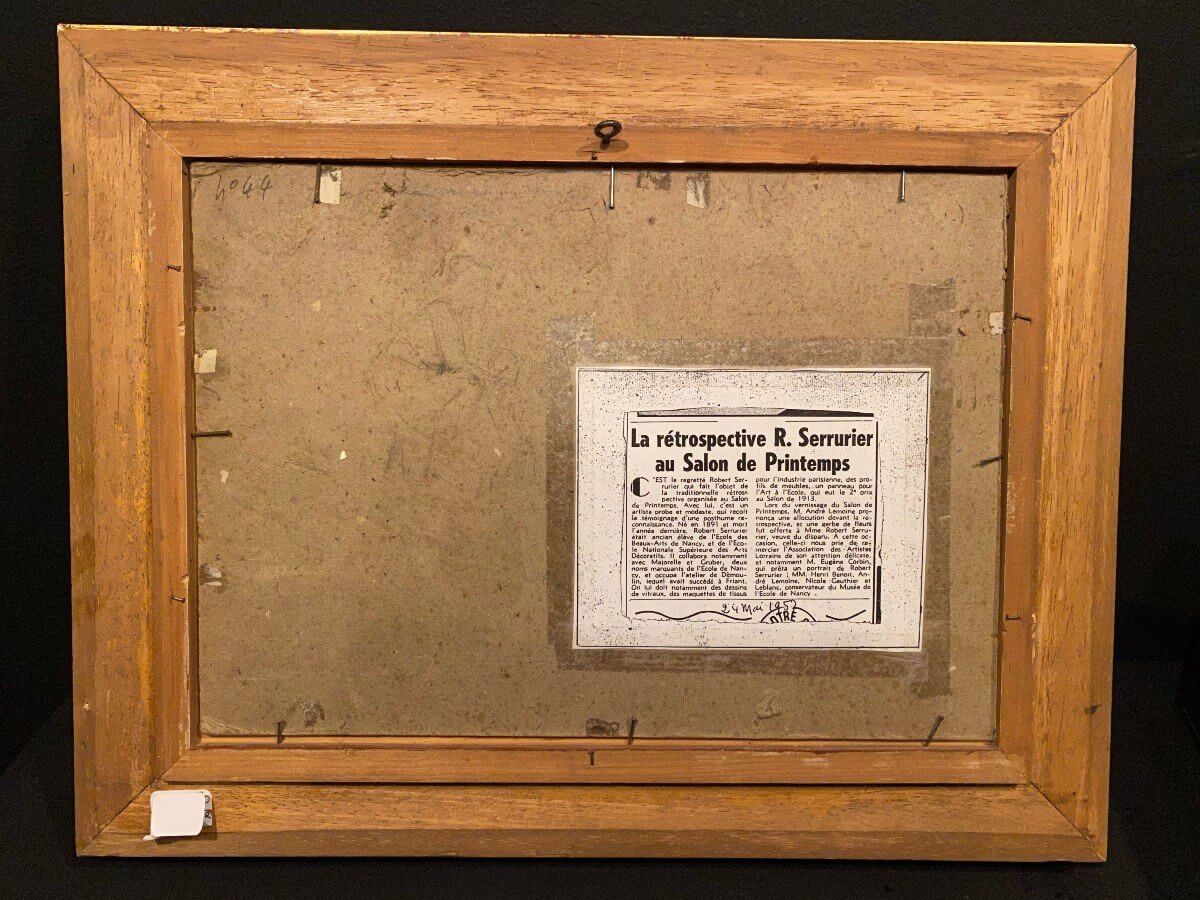 n° 44
La rétrospective R. Serrurier
au Salon de Printemps
C'EST le regretté Robert Ser-
rurier qui fait l'objet de
la traditionnelle rétros-
pective organisée au Salon
de Printemps. Avec lui, c'est un
artiste probe et modeste, qui reçoit
le témoignage d'une posthume re-
connaissance. Né en 1891 et mort
l'année dernière, Robert Serrurier
était ancien élève de l'Ecole des
Beaux-Arts de Nancy, et de l'Eco-
le Nationale Supérieure des Arts
Décoratifs. Il collabora notamment
avec Majorelle et Gruber, deux
noms marquants de l'Ecole de Nan-
cy, et occupa l'atelier de Démou-
lin, lequel avait succédé à Friant.
On lui doit notamment des dessins
de vitraux, des maquettes de tissus
pour l'industrie parisienne, des pro-
fils de meubles, un panneau pour
l'Art à l'Ecole, qui eut le 2e prix
au Salon de 1913.
Lors du vernissage du Salon de
Printemps, M. André Lemoine pro-
nonça une allocution devant la ré-
trospective, et une gerbe de fleurs
fut offerte à Mme Robert Serru-
rier, veuve du disparu. A cette oc-
casion, celle-ci nous prie de re-
mercier l'Association des Artistes
Lorrains de son attention délicate,
et notamment M. Eugène Corbin,
qui prêta un portrait de Robert
Serrurier ; MM. Henri Benoit, An-
dré Lemoine, Nicole Gauthier et
Leblanc, conservateur du Musée de
l'Ecole de Nancy.
24 Mai 1952